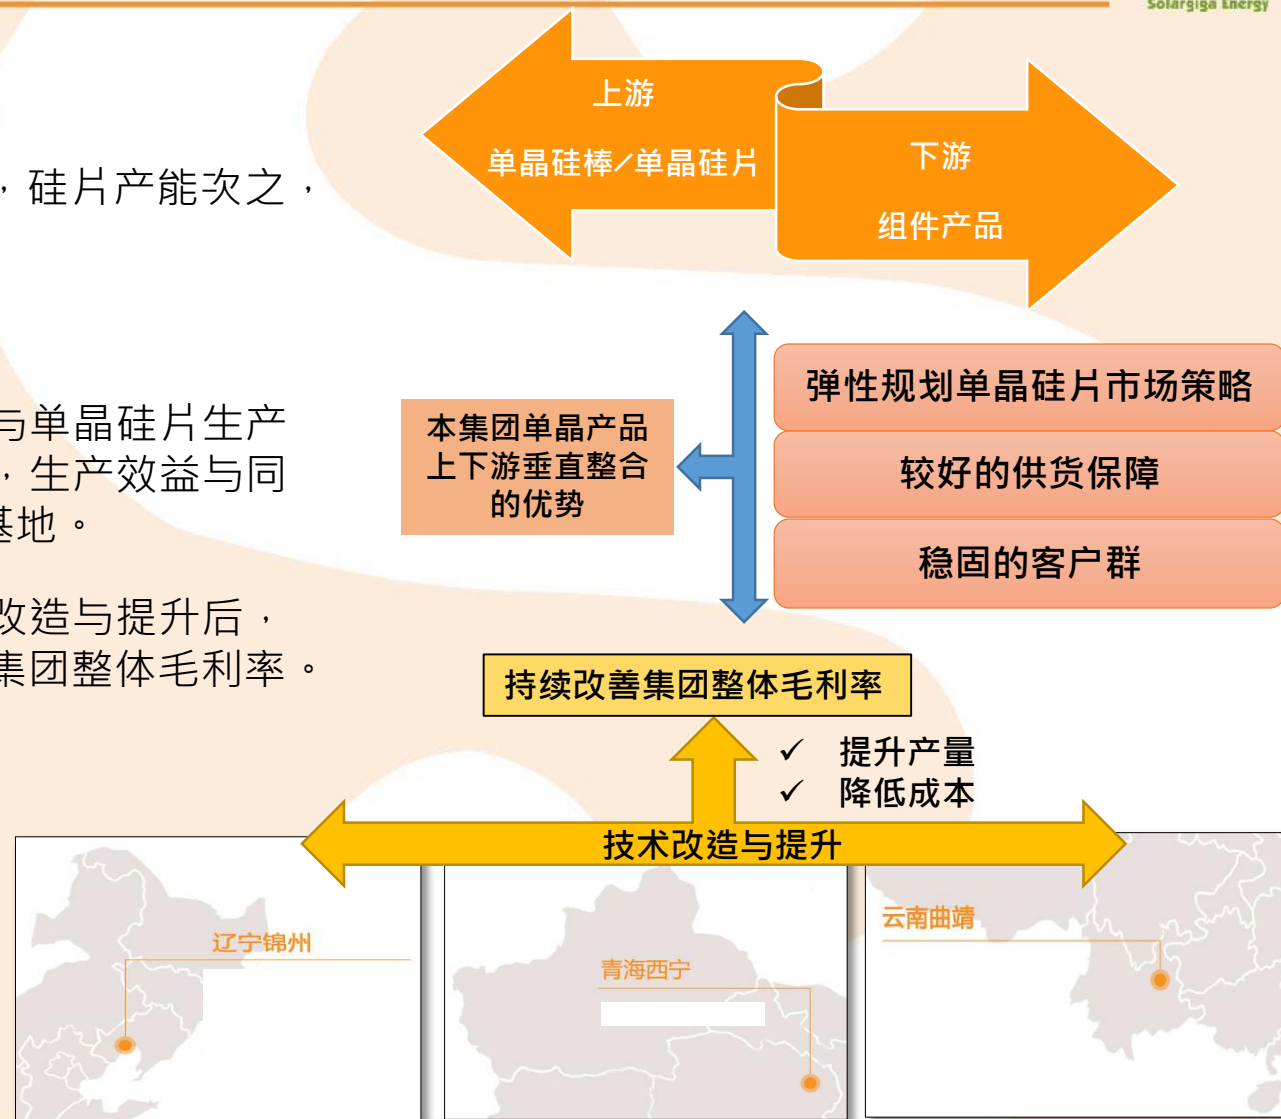 Solargiga Energy
上游
单晶硅棒/单晶硅片
下游
组件产品
，硅片产能次之，
与单晶硅片生产
，生产效益与同
基地。
改造与提升后，
集团整体毛利率。
本集团单晶产品
上下游垂直整合
的优势
弹性规划单晶硅片市场策略
较好的供货保障
稳固的客户群
持续改善集团整体毛利率
✓ 提升产量
✓ 降低成本
技术改造与提升
辽宁锦州
青海西宁
云南曲靖